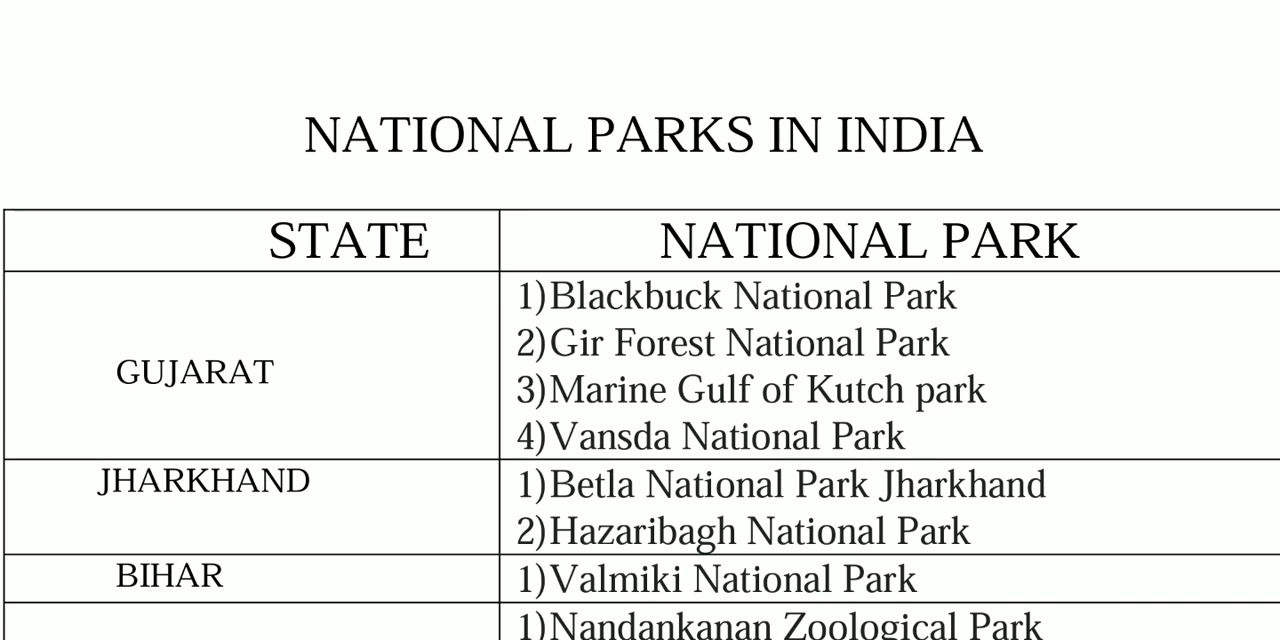 NATIONAL PARKS IN INDIA
STATE NATIONAL PARK
GUJARAT
1)Blackbuck National Park
2)Gir Forest National Park
3)Marine Gulf of Kutch park
4)Vansda National Park
JHARKHAND
1)Betla National Park Jharkhand
2)Hazaribagh National Park
BIHAR
1)Valmiki National Park
1)Nandankanan Zoological Park